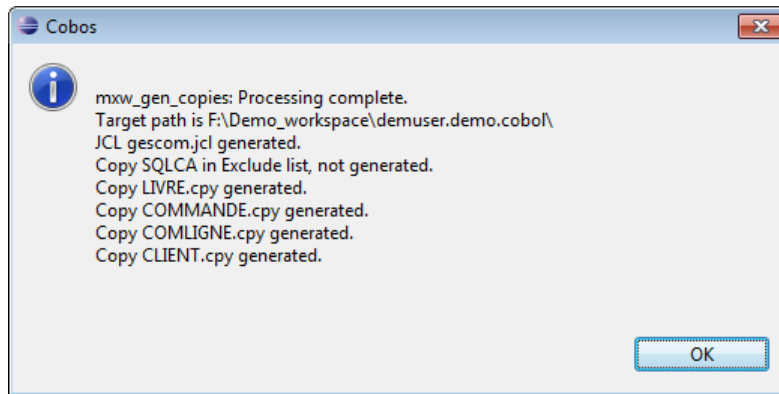 Cobos
mxw_gen_copies: Processing complete.
Target path is F:\Demo_workspace\demuser.demo.cobol\
JCL gescom.jcl generated.
Copy SQLCA in Exclude list, not generated.
Copy LIVRE.cpy generated.
Copy COMMANDE.cpy generated.
Copy COMLIGNE.cpy generated.
Copy CLIENT.cpy generated.
OK